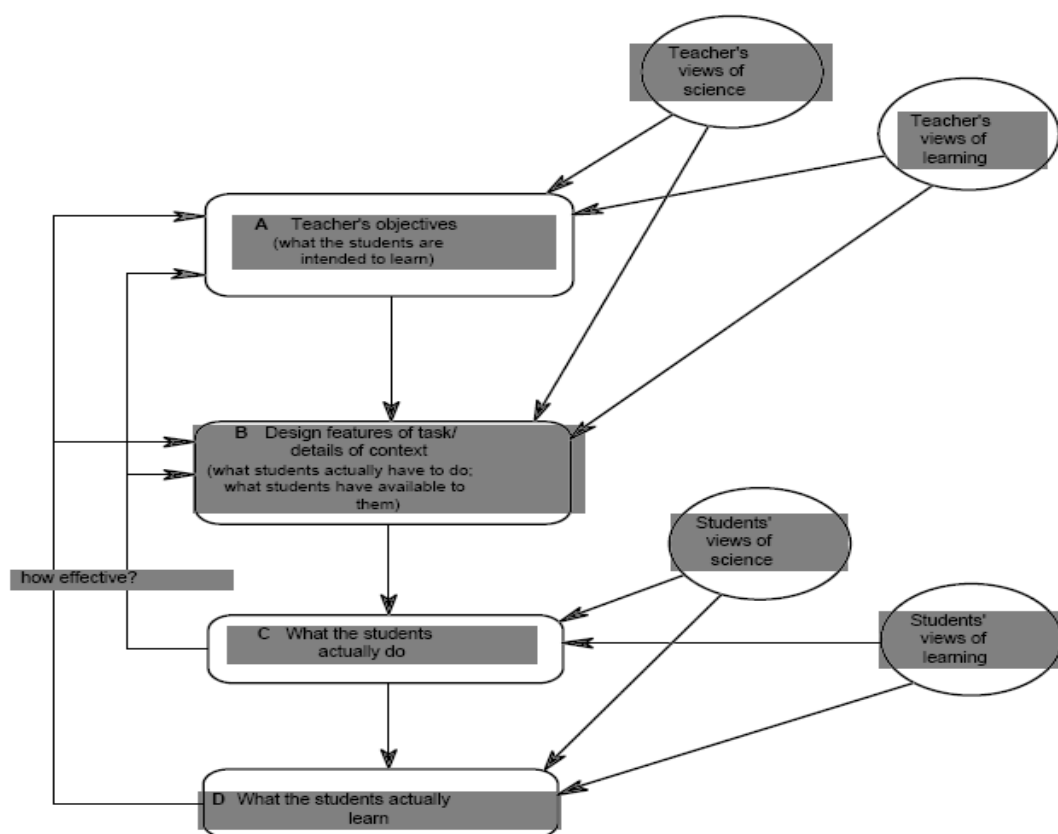 Teacher's
views of
science
Teacher's
views of
learning
A Teacher's objectives
(what the students are
intended to learn)
B Design features of task/
details of context
(what students actually have to do;
what students have available to
them)
Students'
views of
science
how effective?
C What the students
actually do
Students'
views of
learning
D What the students actually
learn